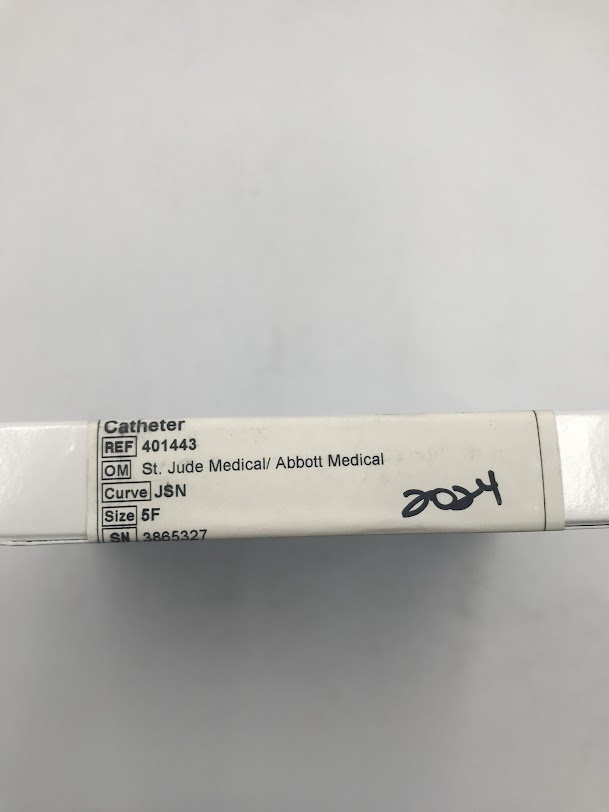 Catheter
REF 401443
OM St. Jude Medical/ Abbott Medical
Curve JSN
Size 5F
SN 3865327
2024